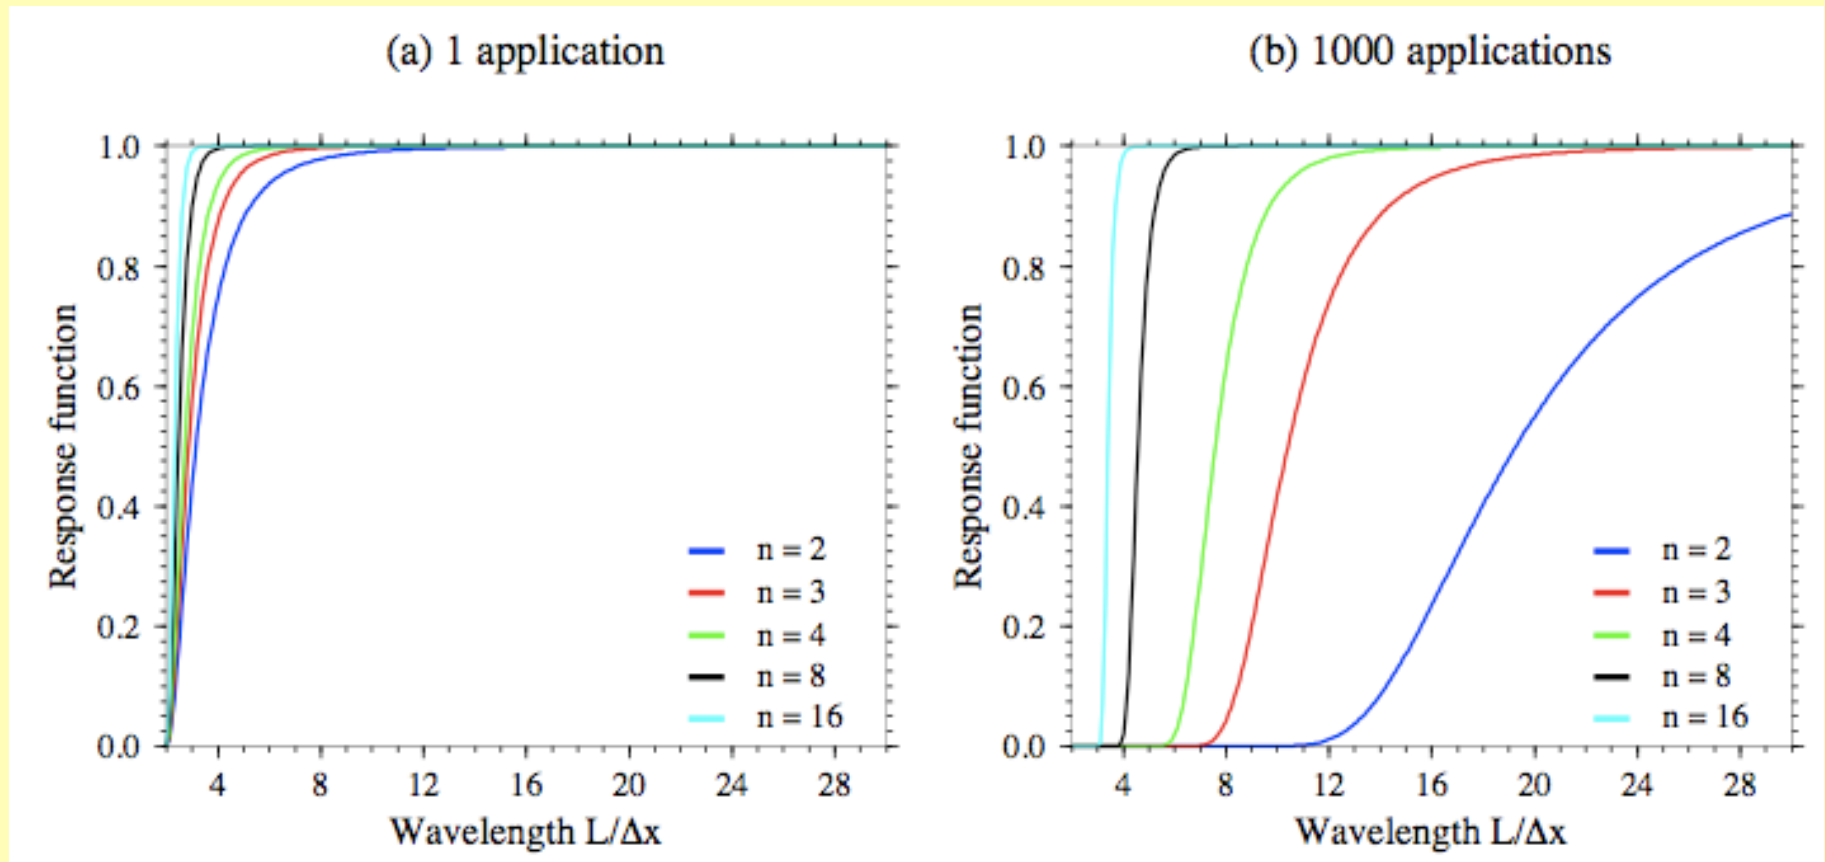 (a) 1 application
1.0
0.8
0.6
0.4
0.2
0.0
Response function
n = 2
n = 3
n = 4
n = 8
n = 16
4 8 12 16 20 24 28
Wavelength L/Δx
(b) 1000 applications
1.0
0.8
0.6
0.4
0.2
0.0
Response function
n = 2
n = 3
n = 4
n = 8
n = 16
4 8 12 16 20 24 28
Wavelength L/Δx